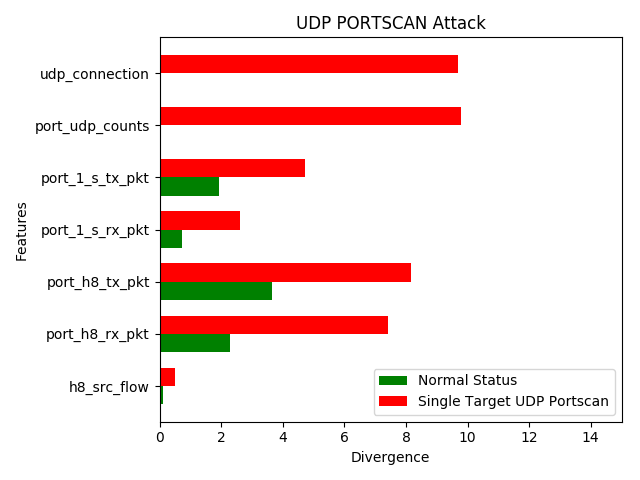 UDP PORTSCAN Attack
Features
udp_connection
port_udp_counts
port_1_s_tx_pkt
port_1_s_rx_pkt
port_h8_tx_pkt
port_h8_rx_pkt
h8_src_flow
Normal Status
Single Target UDP Portscan
0 2 4 6 8 10 12 14
Divergence